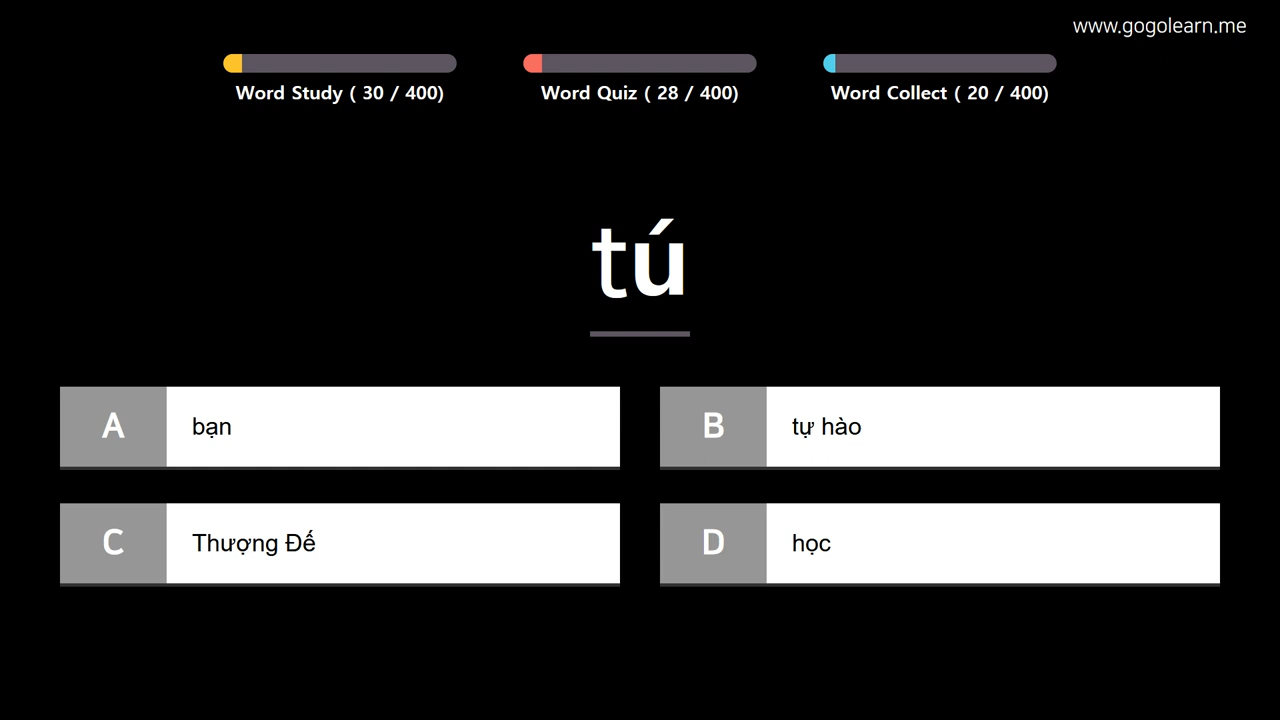 www.gogolearn.me
Word Study ( 30 / 400)
Word Quiz ( 28 / 400)
Word Collect ( 20 / 400)
tú
A
bạn
B
tự hào
C
Thượng Đế
D
học